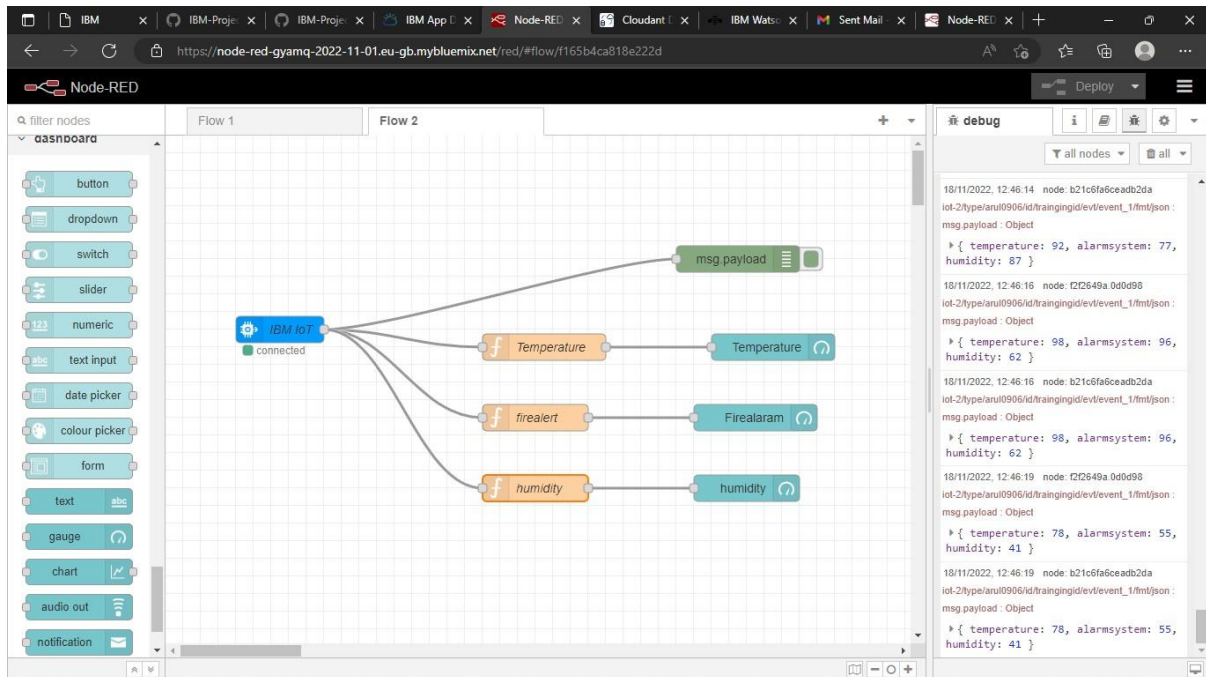 IBM
IBM-Projec
IBM-Projec
IBM App D
Node-RED
Cloudant D
IBM Watso
Sent Mail -
Node-RED
https://node-red-gyamq-2022-11-01.eu-gb.mybluemix.net/red/#flow/f165b4ca818e222d
Node-RED
Deploy
filter nodes
Flow 1
Flow 2
debug
i
all nodes
all
dashboard
button
dropdown
switch
slider
123 numeric
abc text input
date picker
colour picker
form
text abc
gauge
chart
audio out
notification
msg.payload
IBM IoT
connected
f Temperature
Temperature
f firealert
Firealaram
f humidity
humidity
18/11/2022, 12:46:14 node: b21c6fa6ceadb2da
iot-2/type/arul0906/id/traingingid/evt/event_1/fmt/json :
msg.payload : Object
{ temperature: 92, alarmsystem: 77,
humidity: 87 }
18/11/2022, 12:46:16 node: f2f2649a.0d0d98
iot-2/type/arul0906/id/traingingid/evt/event_1/fmt/json :
msg.payload : Object
{ temperature: 98, alarmsystem: 96,
humidity: 62 }
18/11/2022, 12:46:16 node: b21c6fa6ceadb2da
iot-2/type/arul0906/id/traingingid/evt/event_1/fmt/json :
msg.payload : Object
{ temperature: 98, alarmsystem: 96,
humidity: 62 }
18/11/2022, 12:46:19 node: f2f2649a.0d0d98
iot-2/type/arul0906/id/traingingid/evt/event_1/fmt/json :
msg.payload : Object
{ temperature: 78, alarmsystem: 55,
humidity: 41 }
18/11/2022, 12:46:19 node: b21c6fa6ceadb2da
iot-2/type/arul0906/id/traingingid/evt/event_1/fmt/json :
msg.payload : Object
{ temperature: 78, alarmsystem: 55,
humidity: 41 }